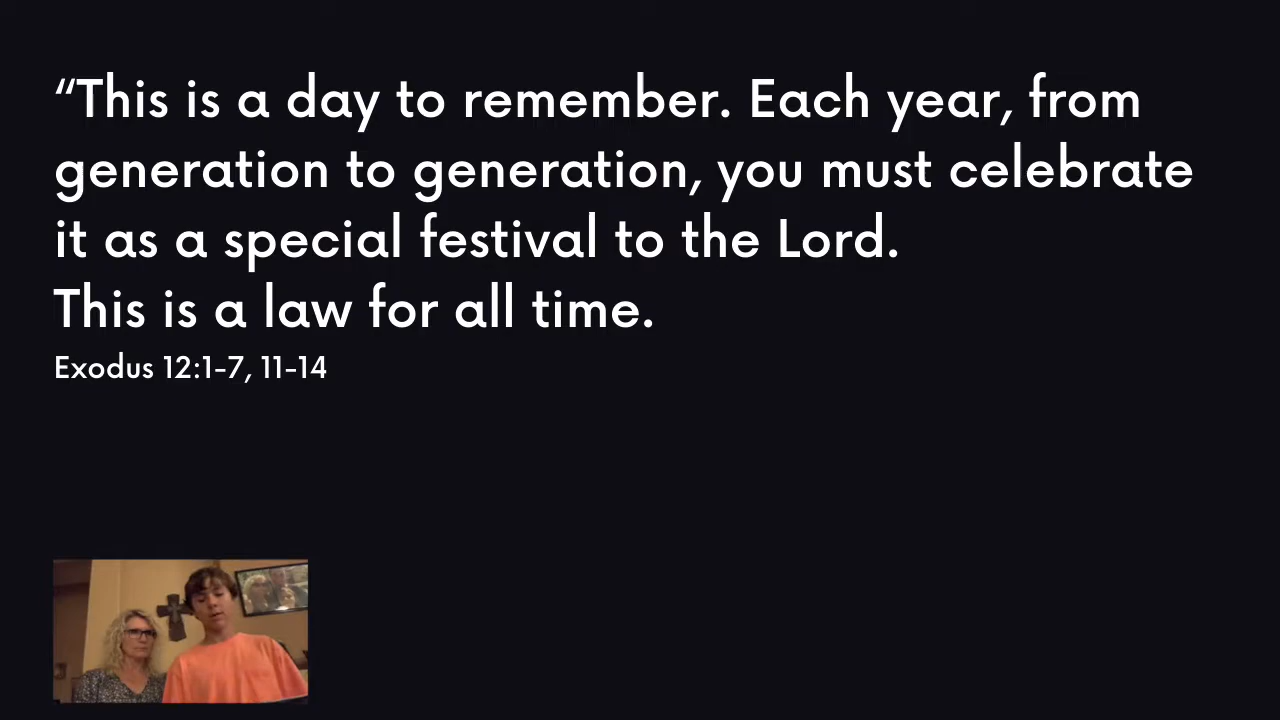 “This is a day to remember. Each year, from
generation to generation, you must celebrate
it as a special festival to the Lord.
This is a law for all time.
Exodus 12:1-7, 11-14